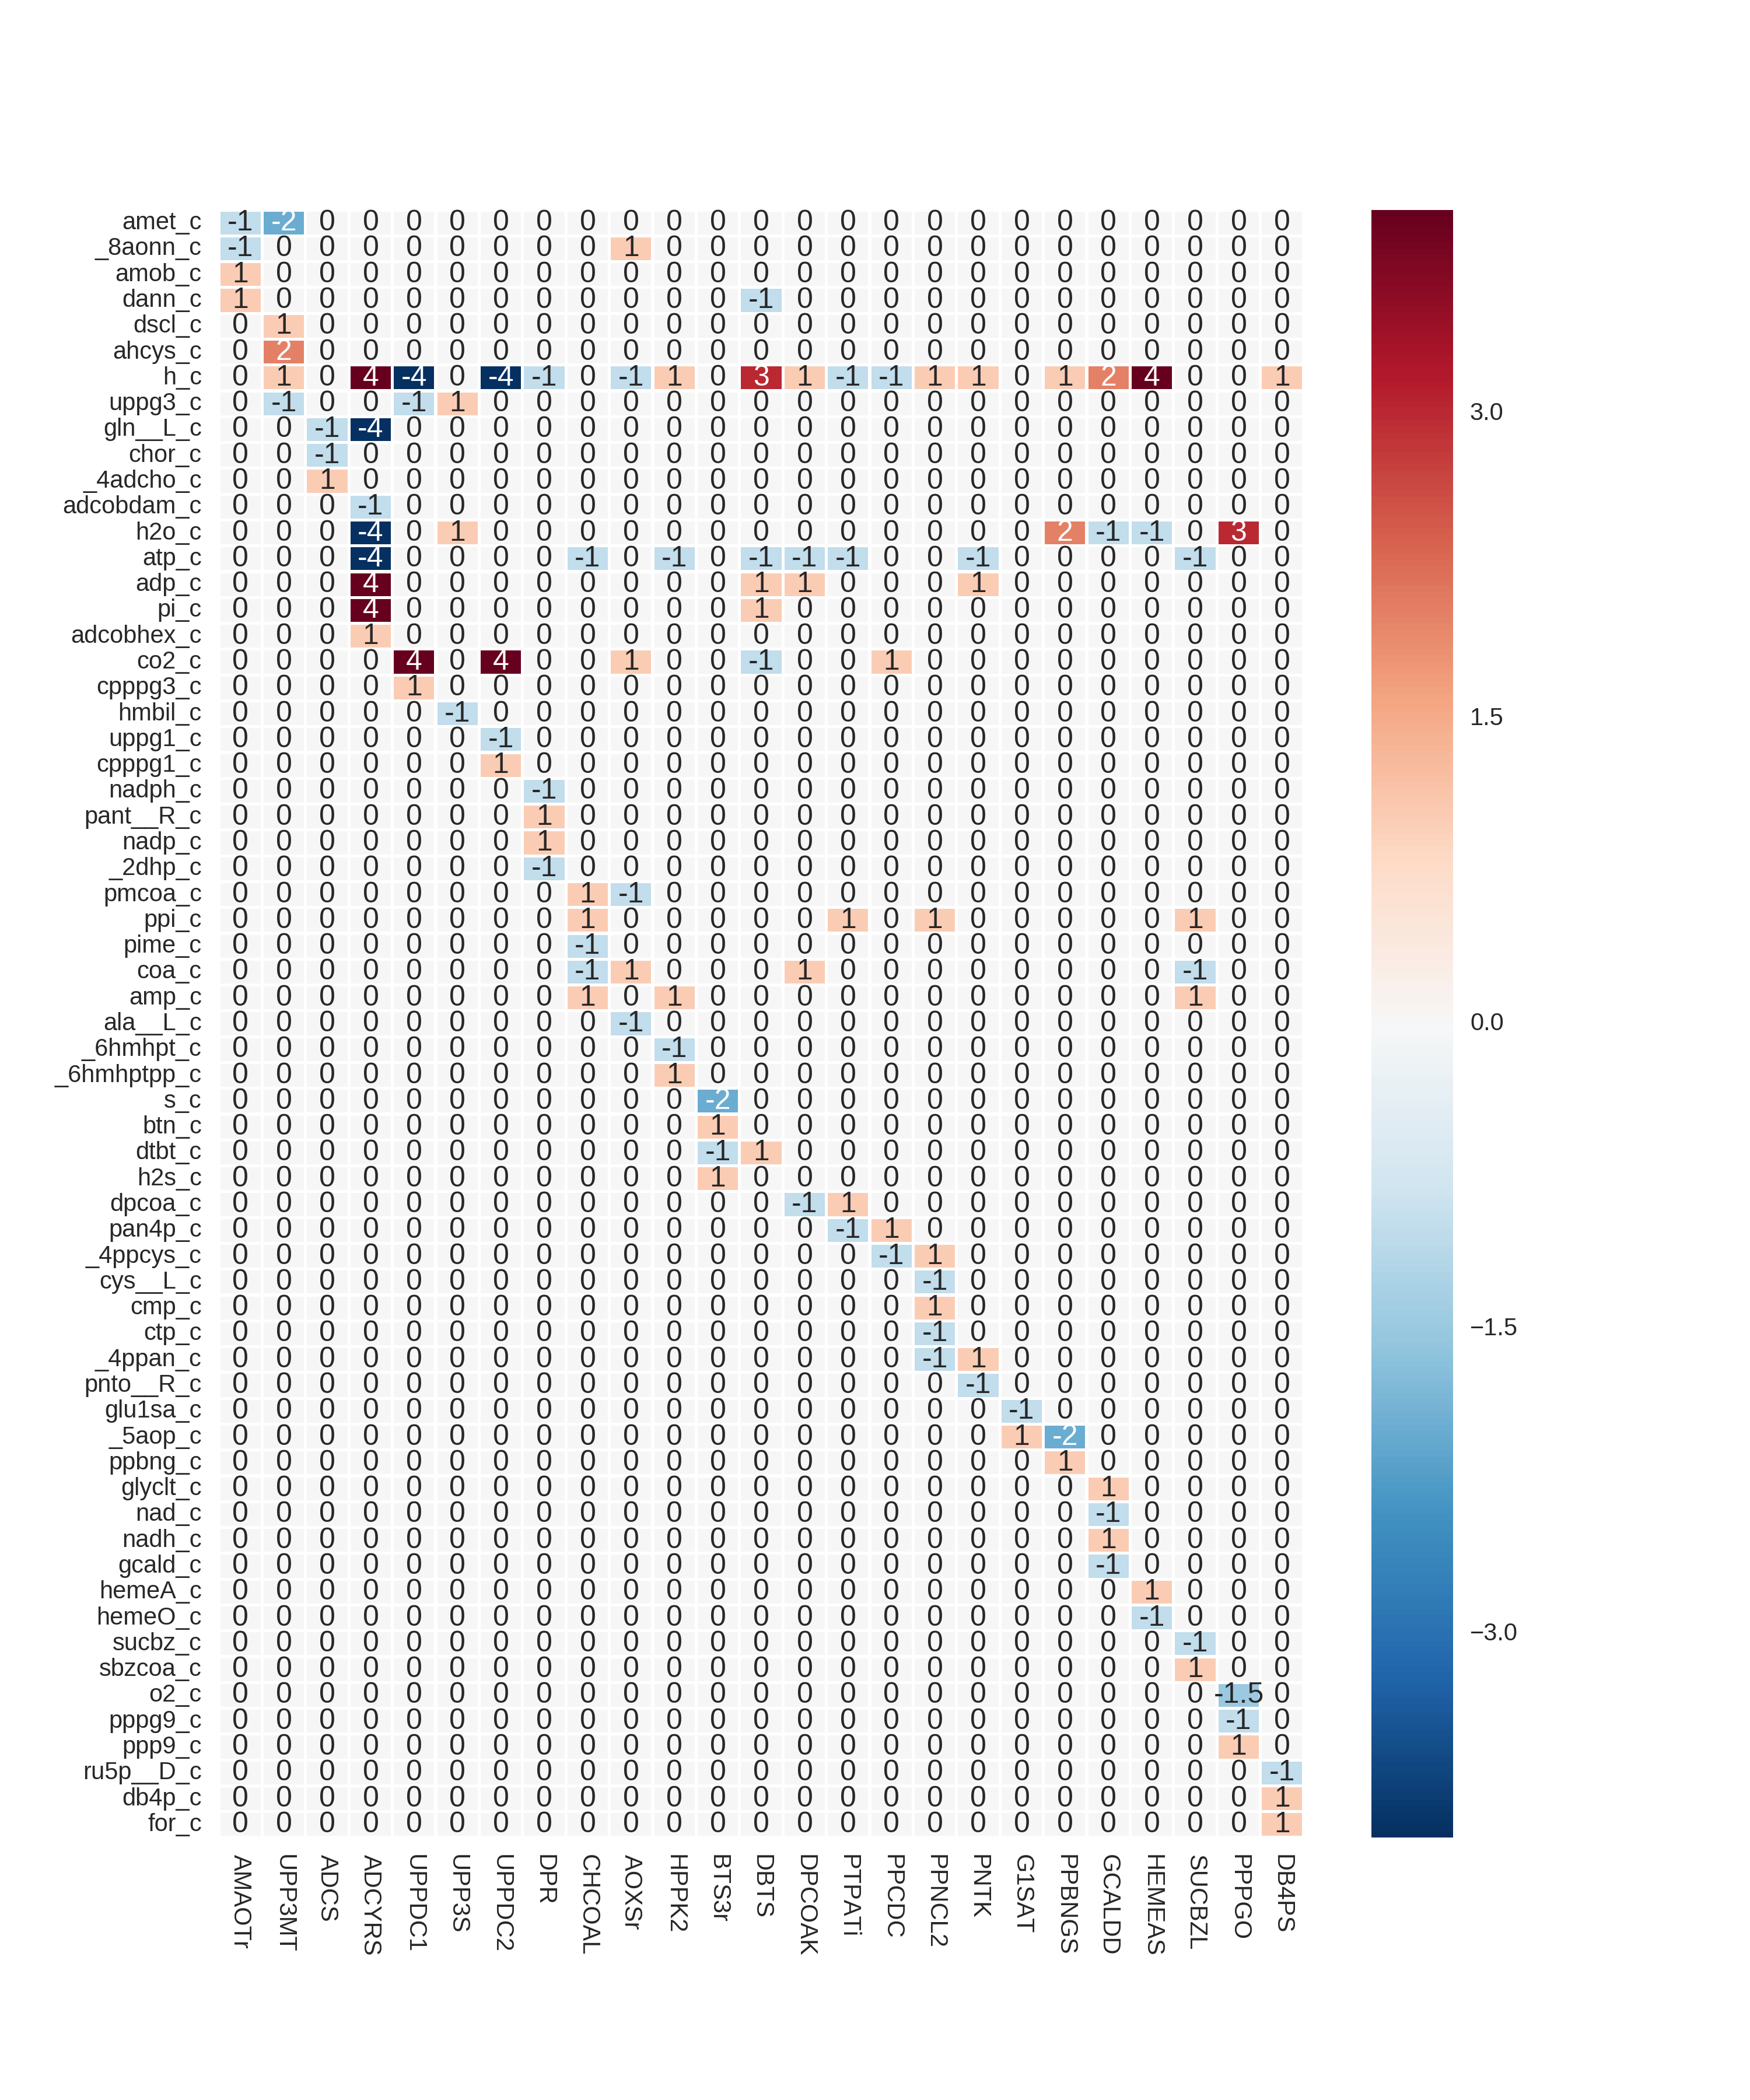 amet_c -1 -2 0 0 0 0 0 0 0 0 0 0 0 0 0 0 0 0 0 0 0 0 0 0 0
_8aonn_c -1 0 0 0 0 0 0 0 0 1 0 0 0 0 0 0 0 0 0 0 0 0 0 0 0
amob_c 1 0 0 0 0 0 0 0 0 0 0 0 0 0 0 0 0 0 0 0 0 0 0 0 0
dann_c 1 0 0 0 0 0 0 0 0 0 0 0 -1 0 0 0 0 0 0 0 0 0 0 0 0
dscl_c 0 1 0 0 0 0 0 0 0 0 0 0 0 0 0 0 0 0 0 0 0 0 0 0 0
ahcys_c 0 2 0 0 0 0 0 0 0 0 0 0 0 0 0 0 0 0 0 0 0 0 0 0 0
h_c 0 1 0 4 -4 0 -4 -1 0 -1 1 0 3 1 -1 -1 1 1 0 1 2 4 0 0 1
uppg3_c 0 -1 0 0 -1 1 0 0 0 0 0 0 0 0 0 0 0 0 0 0 0 0 0 0 0
gln__L_c 0 0 -1 -4 0 0 0 0 0 0 0 0 0 0 0 0 0 0 0 0 0 0 0 0 0
chor_c 0 0 -1 0 0 0 0 0 0 0 0 0 0 0 0 0 0 0 0 0 0 0 0 0 0
_4adcho_c 0 0 1 0 0 0 0 0 0 0 0 0 0 0 0 0 0 0 0 0 0 0 0 0 0
adcobdam_c 0 0 0 -1 0 0 0 0 0 0 0 0 0 0 0 0 0 0 0 0 0 0 0 0 0
h2o_c 0 0 0 -4 0 1 0 0 0 0 0 0 0 0 0 0 0 0 0 2 -1 -1 0 3 0
atp_c 0 0 0 -4 0 0 0 0 -1 0 -1 0 -1 -1 -1 0 0 -1 0 0 0 0 -1 0 0
adp_c 0 0 0 4 0 0 0 0 0 0 0 0 1 1 0 0 0 1 0 0 0 0 0 0 0
pi_c 0 0 0 4 0 0 0 0 0 0 0 0 1 0 0 0 0 0 0 0 0 0 0 0 0
adcobhex_c 0 0 0 1 0 0 0 0 0 0 0 0 0 0 0 0 0 0 0 0 0 0 0 0 0
co2_c 0 0 0 0 4 0 4 0 0 1 0 0 -1 0 0 1 0 0 0 0 0 0 0 0 0
cpppg3_c 0 0 0 0 1 0 0 0 0 0 0 0 0 0 0 0 0 0 0 0 0 0 0 0 0
hmbil_c 0 0 0 0 0 -1 0 0 0 0 0 0 0 0 0 0 0 0 0 0 0 0 0 0 0
uppg1_c 0 0 0 0 0 0 -1 0 0 0 0 0 0 0 0 0 0 0 0 0 0 0 0 0 0
cpppg1_c 0 0 0 0 0 0 1 0 0 0 0 0 0 0 0 0 0 0 0 0 0 0 0 0 0
nadph_c 0 0 0 0 0 0 0 -1 0 0 0 0 0 0 0 0 0 0 0 0 0 0 0 0 0
pant__R_c 0 0 0 0 0 0 0 1 0 0 0 0 0 0 0 0 0 0 0 0 0 0 0 0 0
nadp_c 0 0 0 0 0 0 0 1 0 0 0 0 0 0 0 0 0 0 0 0 0 0 0 0 0
_2dhp_c 0 0 0 0 0 0 0 -1 0 0 0 0 0 0 0 0 0 0 0 0 0 0 0 0 0
pmcoa_c 0 0 0 0 0 0 0 0 1 -1 0 0 0 0 0 0 0 0 0 0 0 0 0 0 0
ppi_c 0 0 0 0 0 0 0 0 1 0 0 0 0 0 1 0 1 0 0 0 0 0 1 0 0
pime_c 0 0 0 0 0 0 0 0 -1 0 0 0 0 0 0 0 0 0 0 0 0 0 0 0 0
coa_c 0 0 0 0 0 0 0 0 -1 1 0 0 0 1 0 0 0 0 0 0 0 0 -1 0 0
amp_c 0 0 0 0 0 0 0 0 1 0 1 0 0 0 0 0 0 0 0 0 0 0 1 0 0
ala__L_c 0 0 0 0 0 0 0 0 0 -1 0 0 0 0 0 0 0 0 0 0 0 0 0 0 0
_6hmhpt_c 0 0 0 0 0 0 0 0 0 0 -1 0 0 0 0 0 0 0 0 0 0 0 0 0 0
_6hmhptpp_c 0 0 0 0 0 0 0 0 0 0 1 0 0 0 0 0 0 0 0 0 0 0 0 0 0
s_c 0 0 0 0 0 0 0 0 0 0 0 -2 0 0 0 0 0 0 0 0 0 0 0 0 0
btn_c 0 0 0 0 0 0 0 0 0 0 0 1 0 0 0 0 0 0 0 0 0 0 0 0 0
dtbt_c 0 0 0 0 0 0 0 0 0 0 0 -1 1 0 0 0 0 0 0 0 0 0 0 0 0
h2s_c 0 0 0 0 0 0 0 0 0 0 0 1 0 0 0 0 0 0 0 0 0 0 0 0 0
dpcoa_c 0 0 0 0 0 0 0 0 0 0 0 0 0 -1 1 0 0 0 0 0 0 0 0 0 0
pan4p_c 0 0 0 0 0 0 0 0 0 0 0 0 0 0 -1 1 0 0 0 0 0 0 0 0 0
_4ppcys_c 0 0 0 0 0 0 0 0 0 0 0 0 0 0 0 -1 1 0 0 0 0 0 0 0 0
cys__L_c 0 0 0 0 0 0 0 0 0 0 0 0 0 0 0 0 -1 0 0 0 0 0 0 0 0
cmp_c 0 0 0 0 0 0 0 0 0 0 0 0 0 0 0 0 1 0 0 0 0 0 0 0 0
ctp_c 0 0 0 0 0 0 0 0 0 0 0 0 0 0 0 0 -1 0 0 0 0 0 0 0 0
_4ppan_c 0 0 0 0 0 0 0 0 0 0 0 0 0 0 0 0 -1 1 0 0 0 0 0 0 0
pnto__R_c 0 0 0 0 0 0 0 0 0 0 0 0 0 0 0 0 0 -1 0 0 0 0 0 0 0
glu1sa_c 0 0 0 0 0 0 0 0 0 0 0 0 0 0 0 0 0 0 -1 0 0 0 0 0 0
_5aop_c 0 0 0 0 0 0 0 0 0 0 0 0 0 0 0 0 0 0 1 -2 0 0 0 0 0
ppbng_c 0 0 0 0 0 0 0 0 0 0 0 0 0 0 0 0 0 0 0 1 0 0 0 0 0
glyclt_c 0 0 0 0 0 0 0 0 0 0 0 0 0 0 0 0 0 0 0 0 1 0 0 0 0
nad_c 0 0 0 0 0 0 0 0 0 0 0 0 0 0 0 0 0 0 0 0 -1 0 0 0 0
nadh_c 0 0 0 0 0 0 0 0 0 0 0 0 0 0 0 0 0 0 0 0 1 0 0 0 0
gcald_c 0 0 0 0 0 0 0 0 0 0 0 0 0 0 0 0 0 0 0 0 -1 0 0 0 0
hemeA_c 0 0 0 0 0 0 0 0 0 0 0 0 0 0 0 0 0 0 0 0 0 1 0 0 0
hemeO_c 0 0 0 0 0 0 0 0 0 0 0 0 0 0 0 0 0 0 0 0 0 -1 0 0 0
sucbz_c 0 0 0 0 0 0 0 0 0 0 0 0 0 0 0 0 0 0 0 0 0 0 -1 0 0
sbzcoa_c 0 0 0 0 0 0 0 0 0 0 0 0 0 0 0 0 0 0 0 0 0 0 1 0 0
o2_c 0 0 0 0 0 0 0 0 0 0 0 0 0 0 0 0 0 0 0 0 0 0 0 -1.5 0
pppg9_c 0 0 0 0 0 0 0 0 0 0 0 0 0 0 0 0 0 0 0 0 0 0 0 -1 0
ppp9_c 0 0 0 0 0 0 0 0 0 0 0 0 0 0 0 0 0 0 0 0 0 0 0 1 0
ru5p__D_c 0 0 0 0 0 0 0 0 0 0 0 0 0 0 0 0 0 0 0 0 0 0 0 0 -1
db4p_c 0 0 0 0 0 0 0 0 0 0 0 0 0 0 0 0 0 0 0 0 0 0 0 0 1
for_c 0 0 0 0 0 0 0 0 0 0 0 0 0 0 0 0 0 0 0 0 0 0 0 0 1
AMAOTr
UPP3MT
ADCS
ADCYRS
UPPDC1
UPP3S
UPPDC2
DPR
CHCOAL
AOXSr
HPPK2
BTS3r
DBTS
DPCOAK
PTPATi
PPCDC
PPNCL2
PNTK
G1SAT
PPBNGS
GCALDD
HEMEAS
SUCBZL
PPPGO
DB4PS
3.0
1.5
0.0
−1.5
−3.0